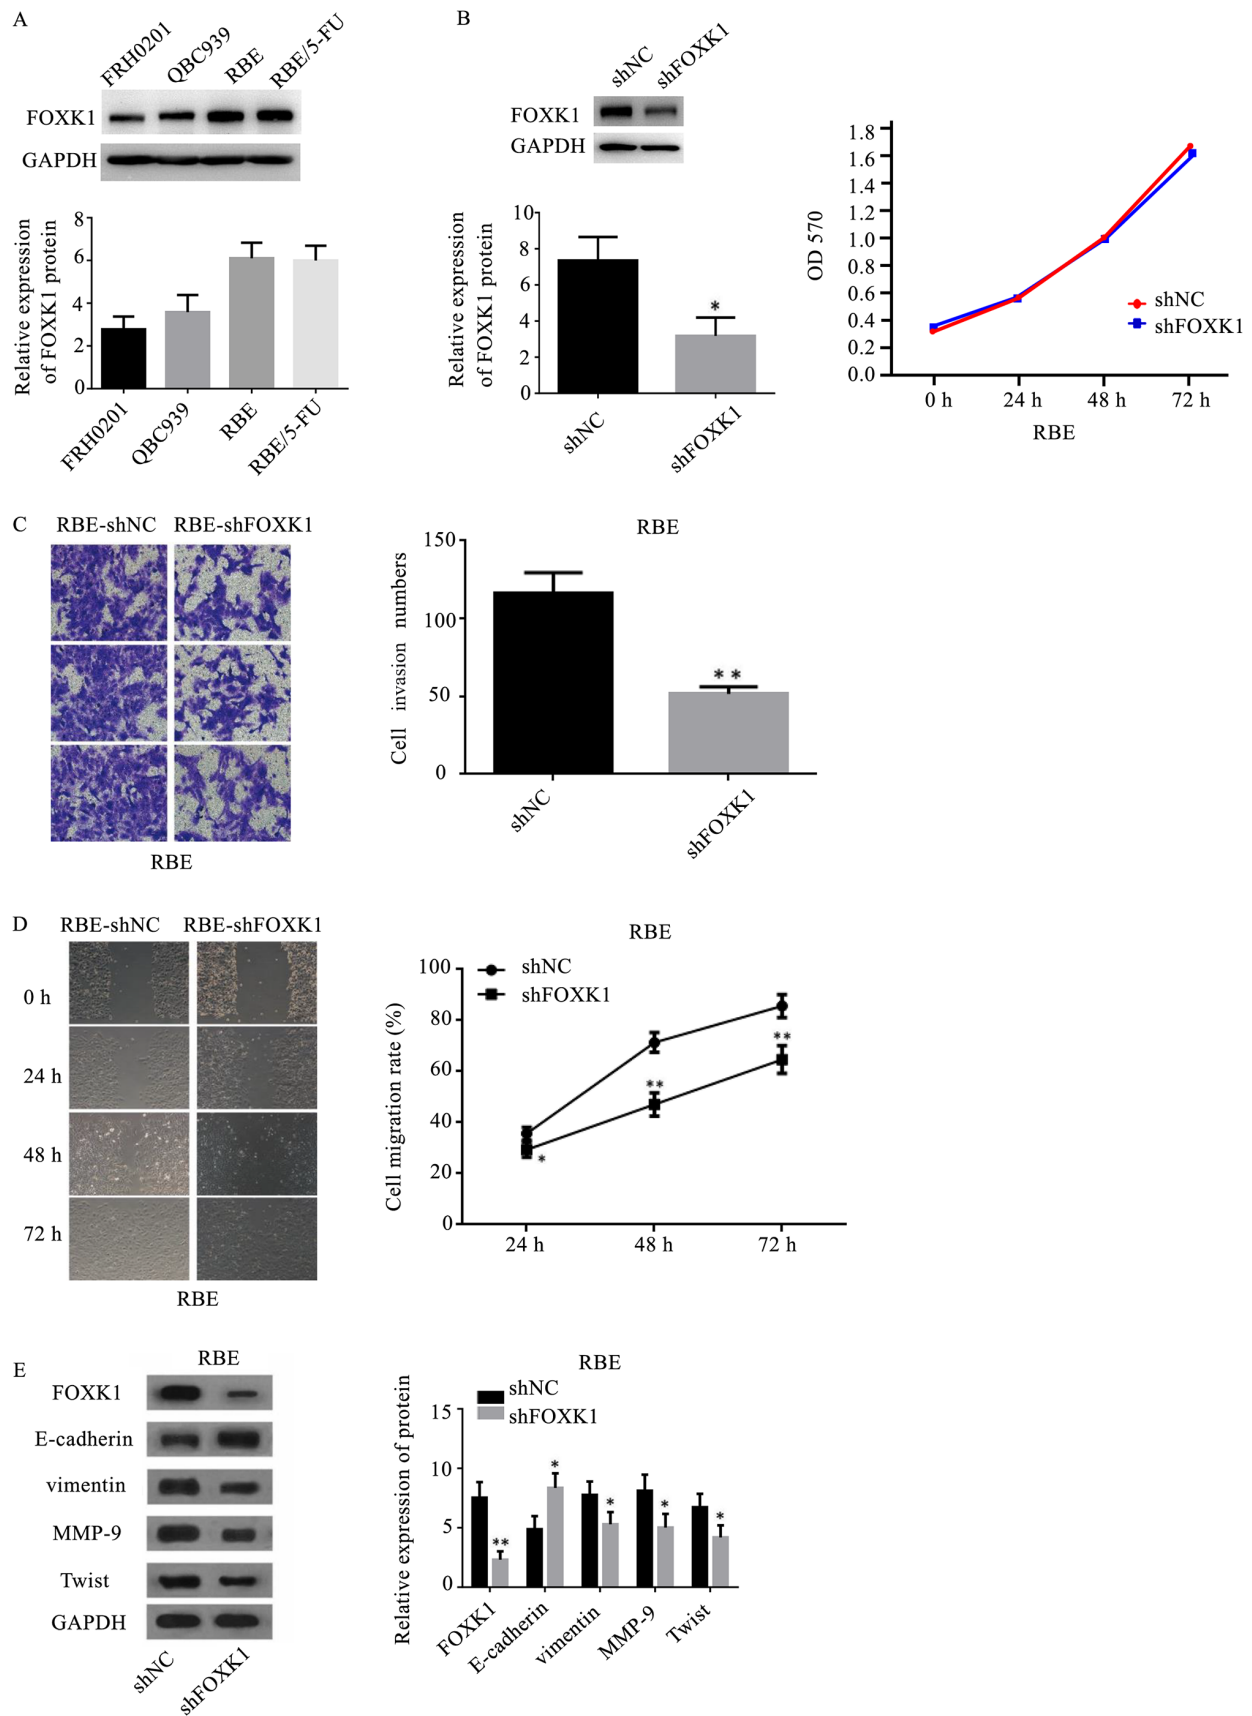 A
FRH0201
QBC939
RBE
RBE/5-FU
FOXK1
GAPDH
Relative expression
of FOXK1 protein
8
6
4
2
0
FRH0201
QBC939
RBE
RBE/5-FU
B
shNC
shFOXK1
FOXK1
GAPDH
Relative expression
of FOXK1 protein
10
8
6
4
2
0
*
shNC
shFOXK1
OD 570
1.8
1.6
1.4
1.2
1.0
0.8
0.6
0.4
0.2
0.0
shNC
shFOXK1
0 h
24 h
48 h
72 h
RBE
C
RBE-shNC
RBE-shFOXK1
RBE
RBE
Cell invasion numbers
150
100
50
0
**
shNC
shFOXK1
D
RBE-shNC
RBE-shFOXK1
0 h
24 h
48 h
72 h
RBE
RBE
Cell migration rate (%)
100
80
60
40
20
0
shNC
shFOXK1
*
**
**
24 h
48 h
72 h
E
RBE
FOXK1
E-cadherin
vimentin
MMP-9
Twist
GAPDH
shNC
shFOXK1
RBE
shNC
shFOXK1
Relative expression of protein
15
10
5
0
**
*
*
*
*
FOXK1
E-cadherin
vimentin
MMP-9
Twist